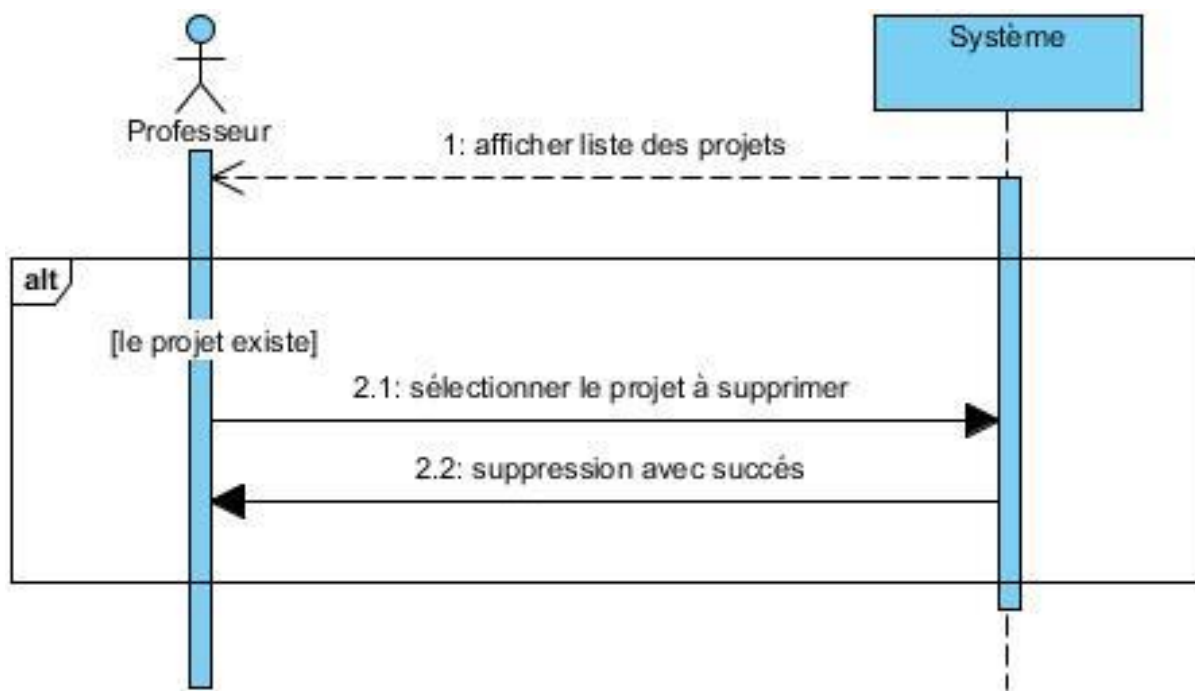 Système
Professeur
1: afficher liste des projets
alt
[le projet existe]
2.1: sélectionner le projet à supprimer
2.2: suppression avec succés